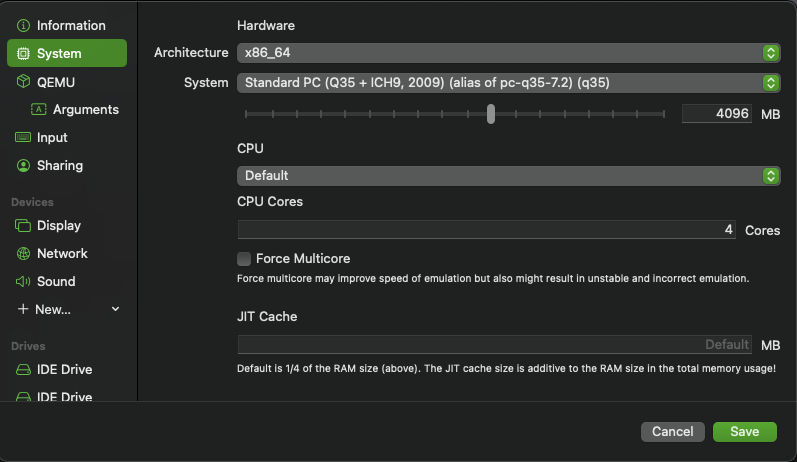 Information
System
QEMU
Arguments
Input
Sharing
Devices
Display
Network
Sound
New...
Drives
IDE Drive
IDE Drive
Hardware
Architecture x86_64
System Standard PC (Q35 + ICH9, 2009) (alias of pc-q35-7.2) (q35)
4096 MB
CPU
Default
CPU Cores
4 Cores
Force Multicore
Force multicore may improve speed of emulation but also might result in unstable and incorrect emulation.
JIT Cache
Default MB
Default is 1/4 of the RAM size (above). The JIT cache size is additive to the RAM size in the total memory usage!
Cancel Save